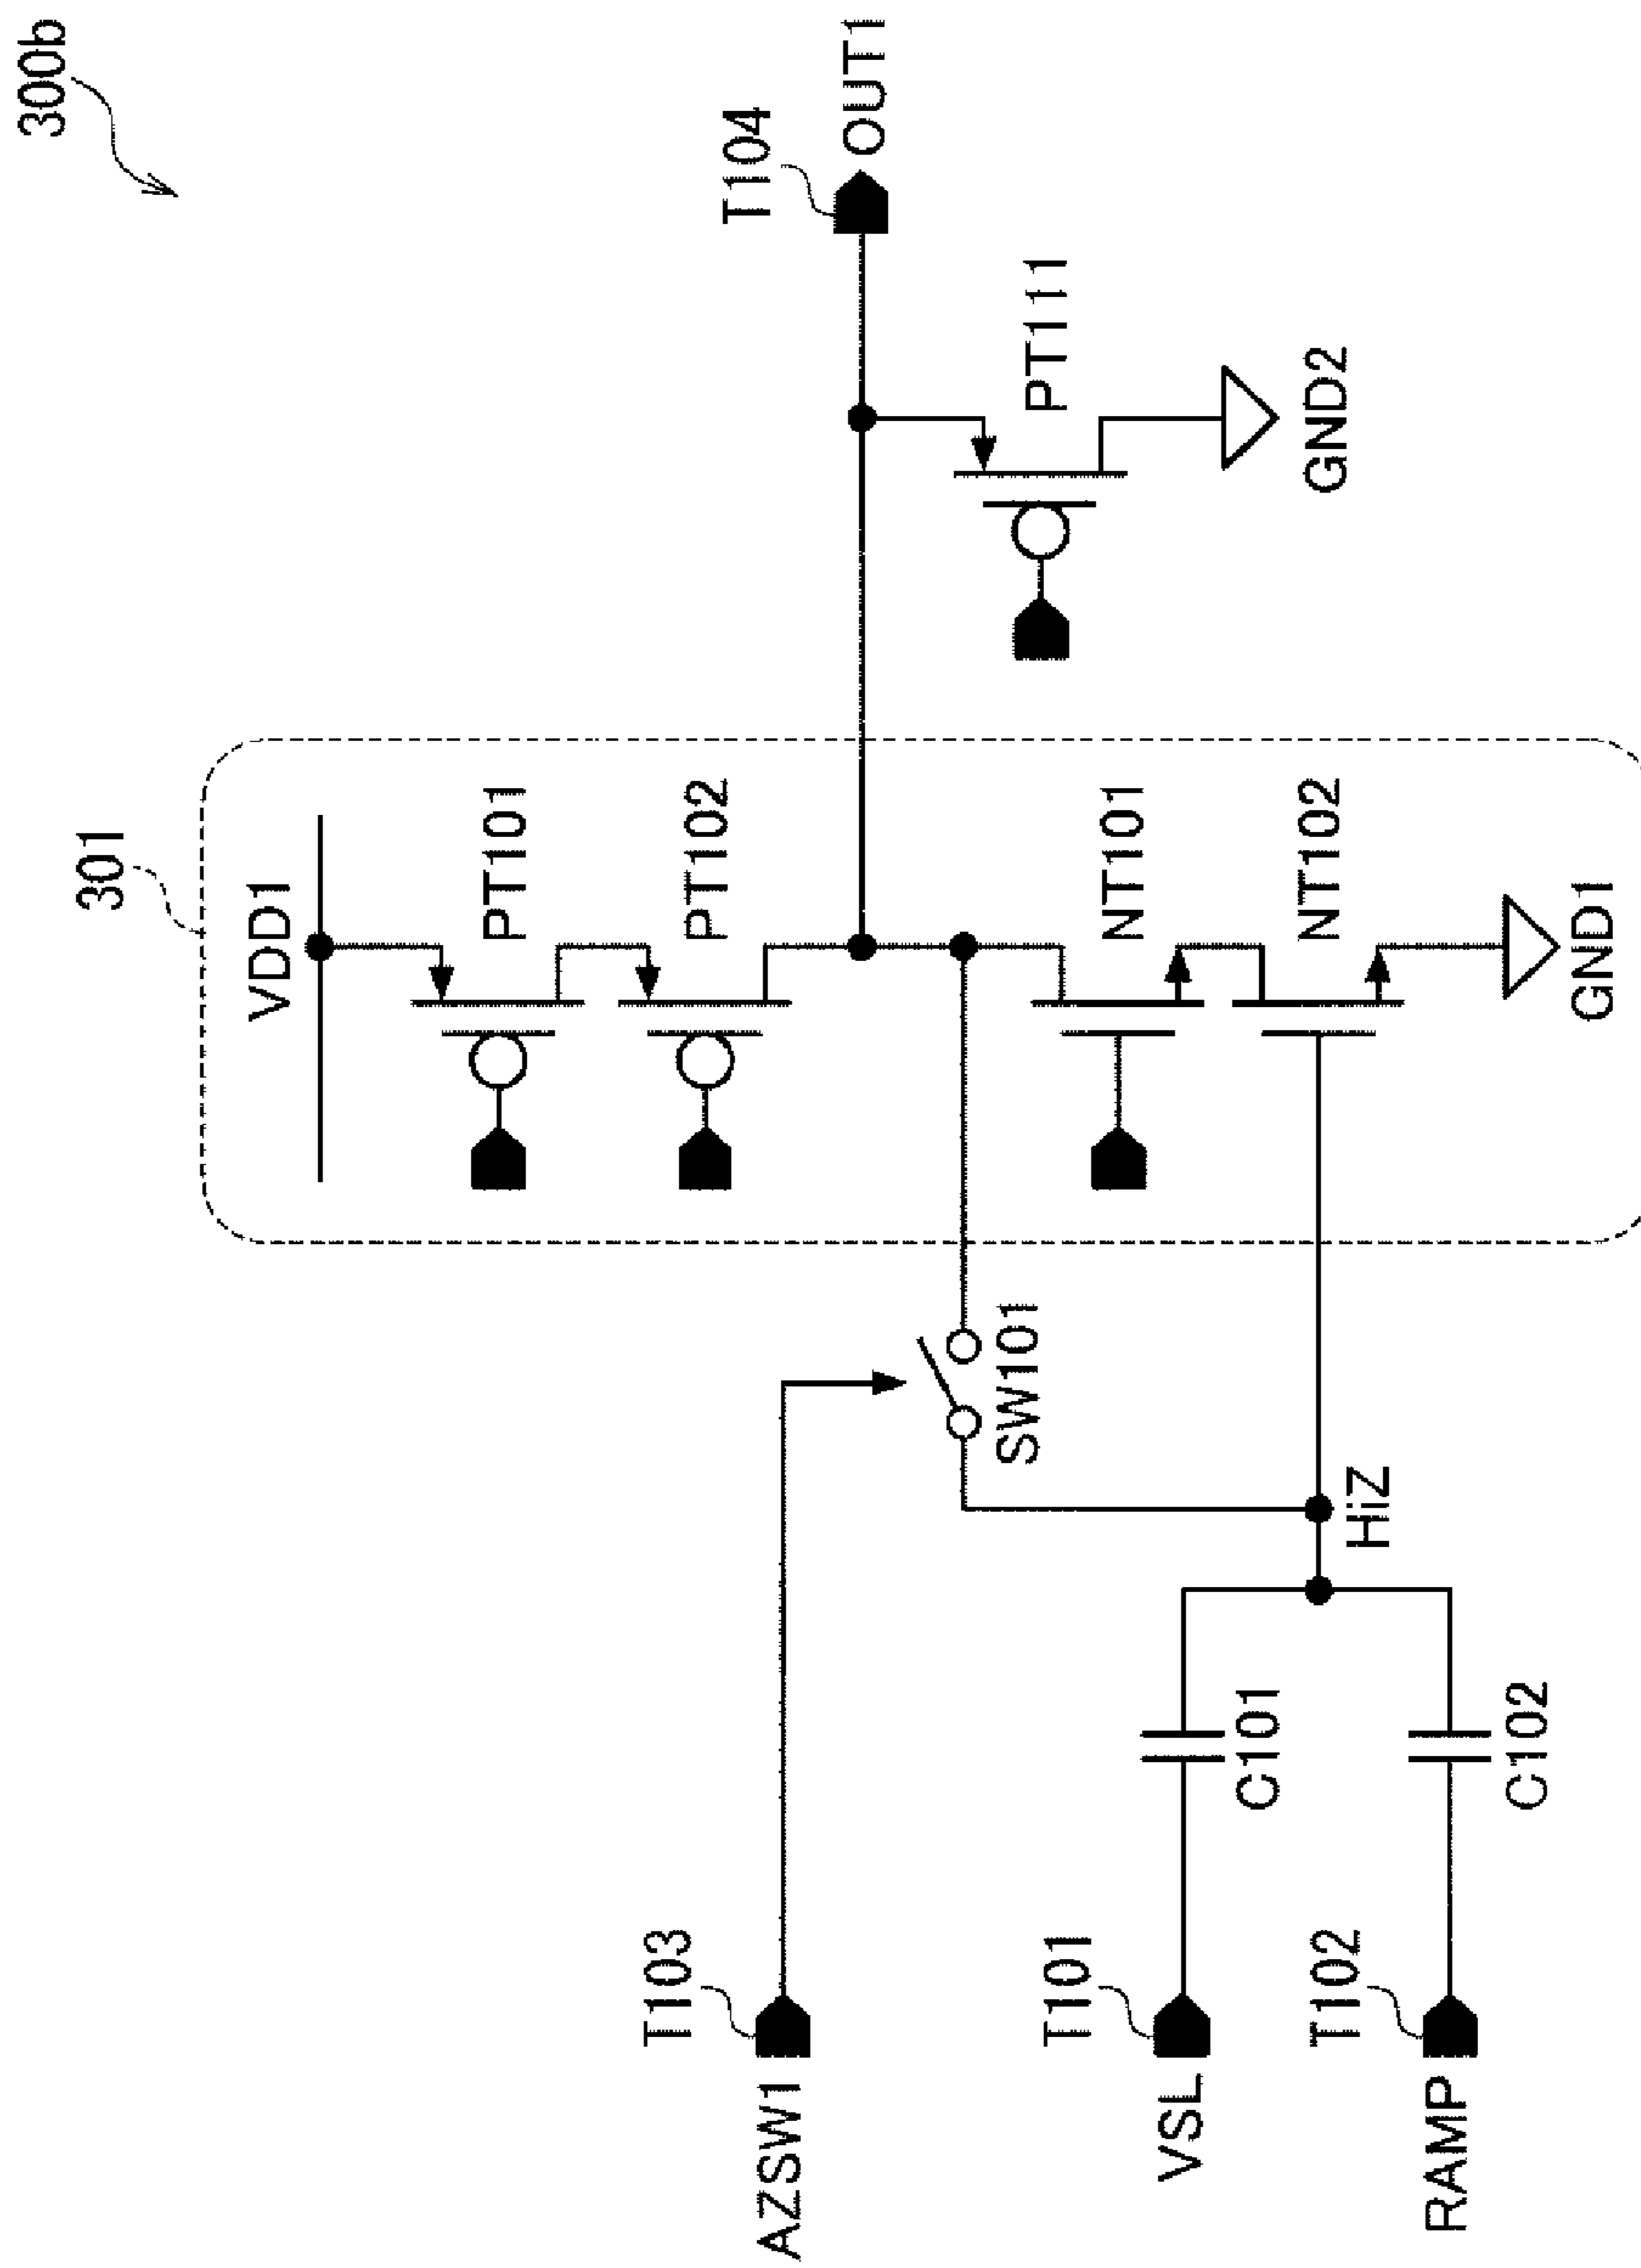 300b
301
VDD1
PT101
PT102
T104
OUT1
PT111
GND2
NT101
NT102
GND1
SW101
HiZ
T103
AZSW1
T101
VSL
C101
T102
RAMP
C102